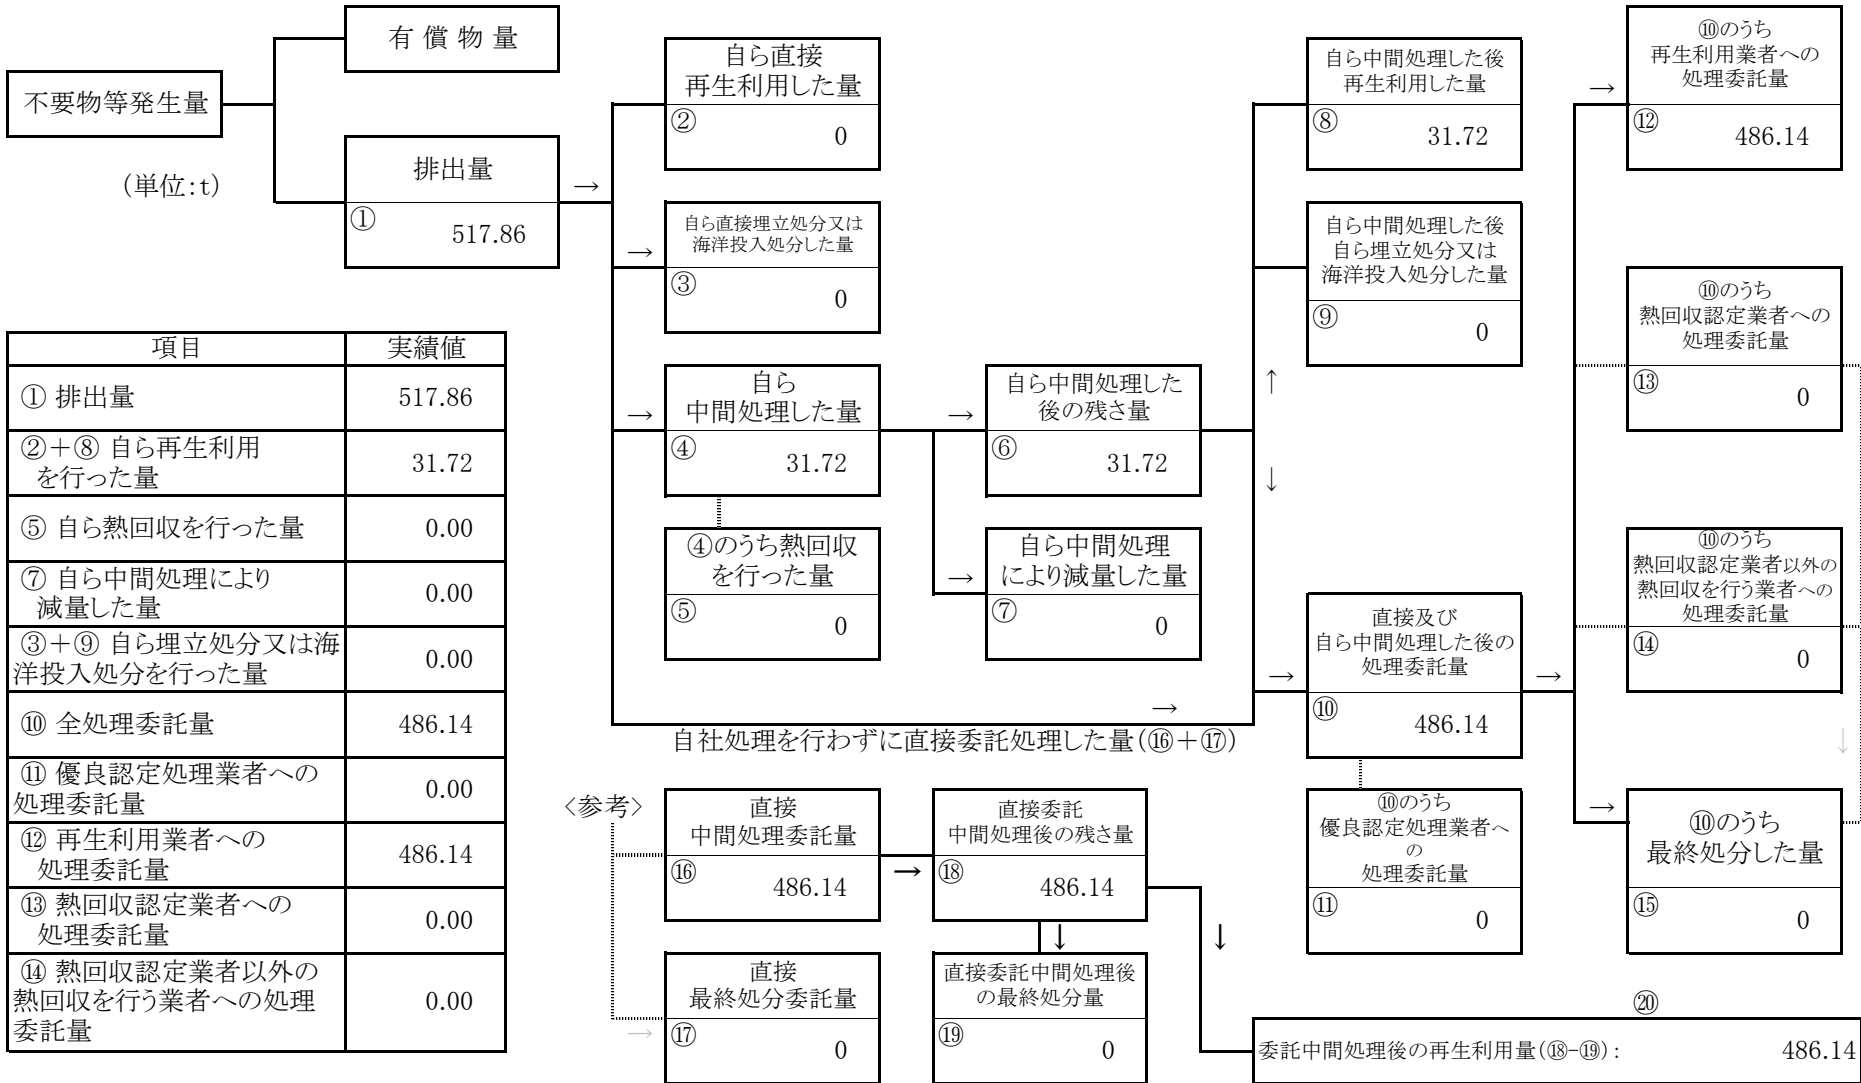 有 償 物 量
不要物等発生量
(単位:t)
排出量
①
517.86
→
自ら直接
再生利用した量
②
0
→
自ら直接埋立処分又は
海洋投入処分した量
③
0
→
自ら
中間処理した量
④
31.72
④のうち熱回収
を行った量
⑤
0
→
自ら中間処理した
後の残さ量
⑥
31.72
→
自ら中間処理
により減量した量
⑦
0
自ら中間処理した後
再生利用した量
⑧
31.72
自ら中間処理した後
自ら埋立処分又は
海洋投入処分した量
⑨
0
↑
↓
→
直接及び
自ら中間処理した後の
処理委託量
⑩
486.14
→
⑩のうち
優良認定処理業者へ
の
処理委託量
⑪
0
→
⑩のうち
再生利用業者への
処理委託量
⑫
486.14
⑩のうち
熱回収認定業者への
処理委託量
⑬
0
⑩のうち
熱回収認定業者以外の
熱回収を行う業者への
処理委託量
⑭
0
↓
→
⑩のうち
最終処分した量
⑮
0
→
自社処理を行わずに直接委託処理した量(⑯+⑰)
項目 実績値
① 排出量 517.86
②+⑧ 自ら再生利用
を行った量
31.72
⑤ 自ら熱回収を行った量 0.00
⑦ 自ら中間処理により
減量した量
0.00
③+⑨ 自ら埋立処分又は海
洋投入処分を行った量
0.00
⑩ 全処理委託量 486.14
⑪ 優良認定処理業者への
処理委託量
0.00
⑫ 再生利用業者への
処理委託量
486.14
⑬ 熱回収認定業者への
処理委託量
0.00
⑭ 熱回収認定業者以外の
熱回収を行う業者への処理
委託量
0.00
<参考>
直接
中間処理委託量
⑯
486.14
→
直接委託
中間処理後の残さ量
⑱
486.14
↓
↓
→
直接
最終処分委託量
⑰
0
直接委託中間処理後
の最終処分量
⑲
0
⑳
委託中間処理後の再生利用量(⑱-⑲): 486.14